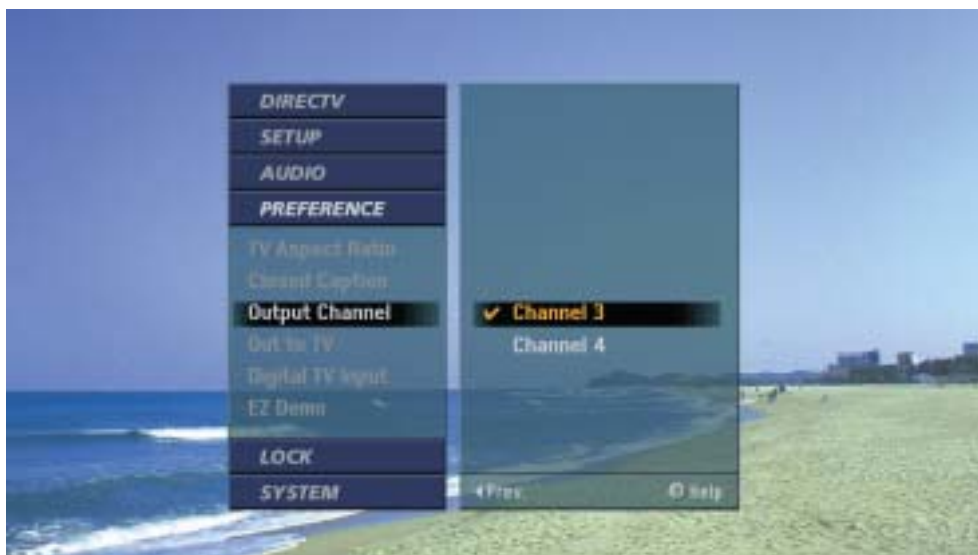 DIRECTV
SETUP
AUDIO
PREFERENCE
TV Aspect Ratio
Closed Caption
Output Channel
Out to TV
Digital TV Input
EZ Demo
LOCK
SYSTEM
Channel 3
Channel 4
Prev
Help